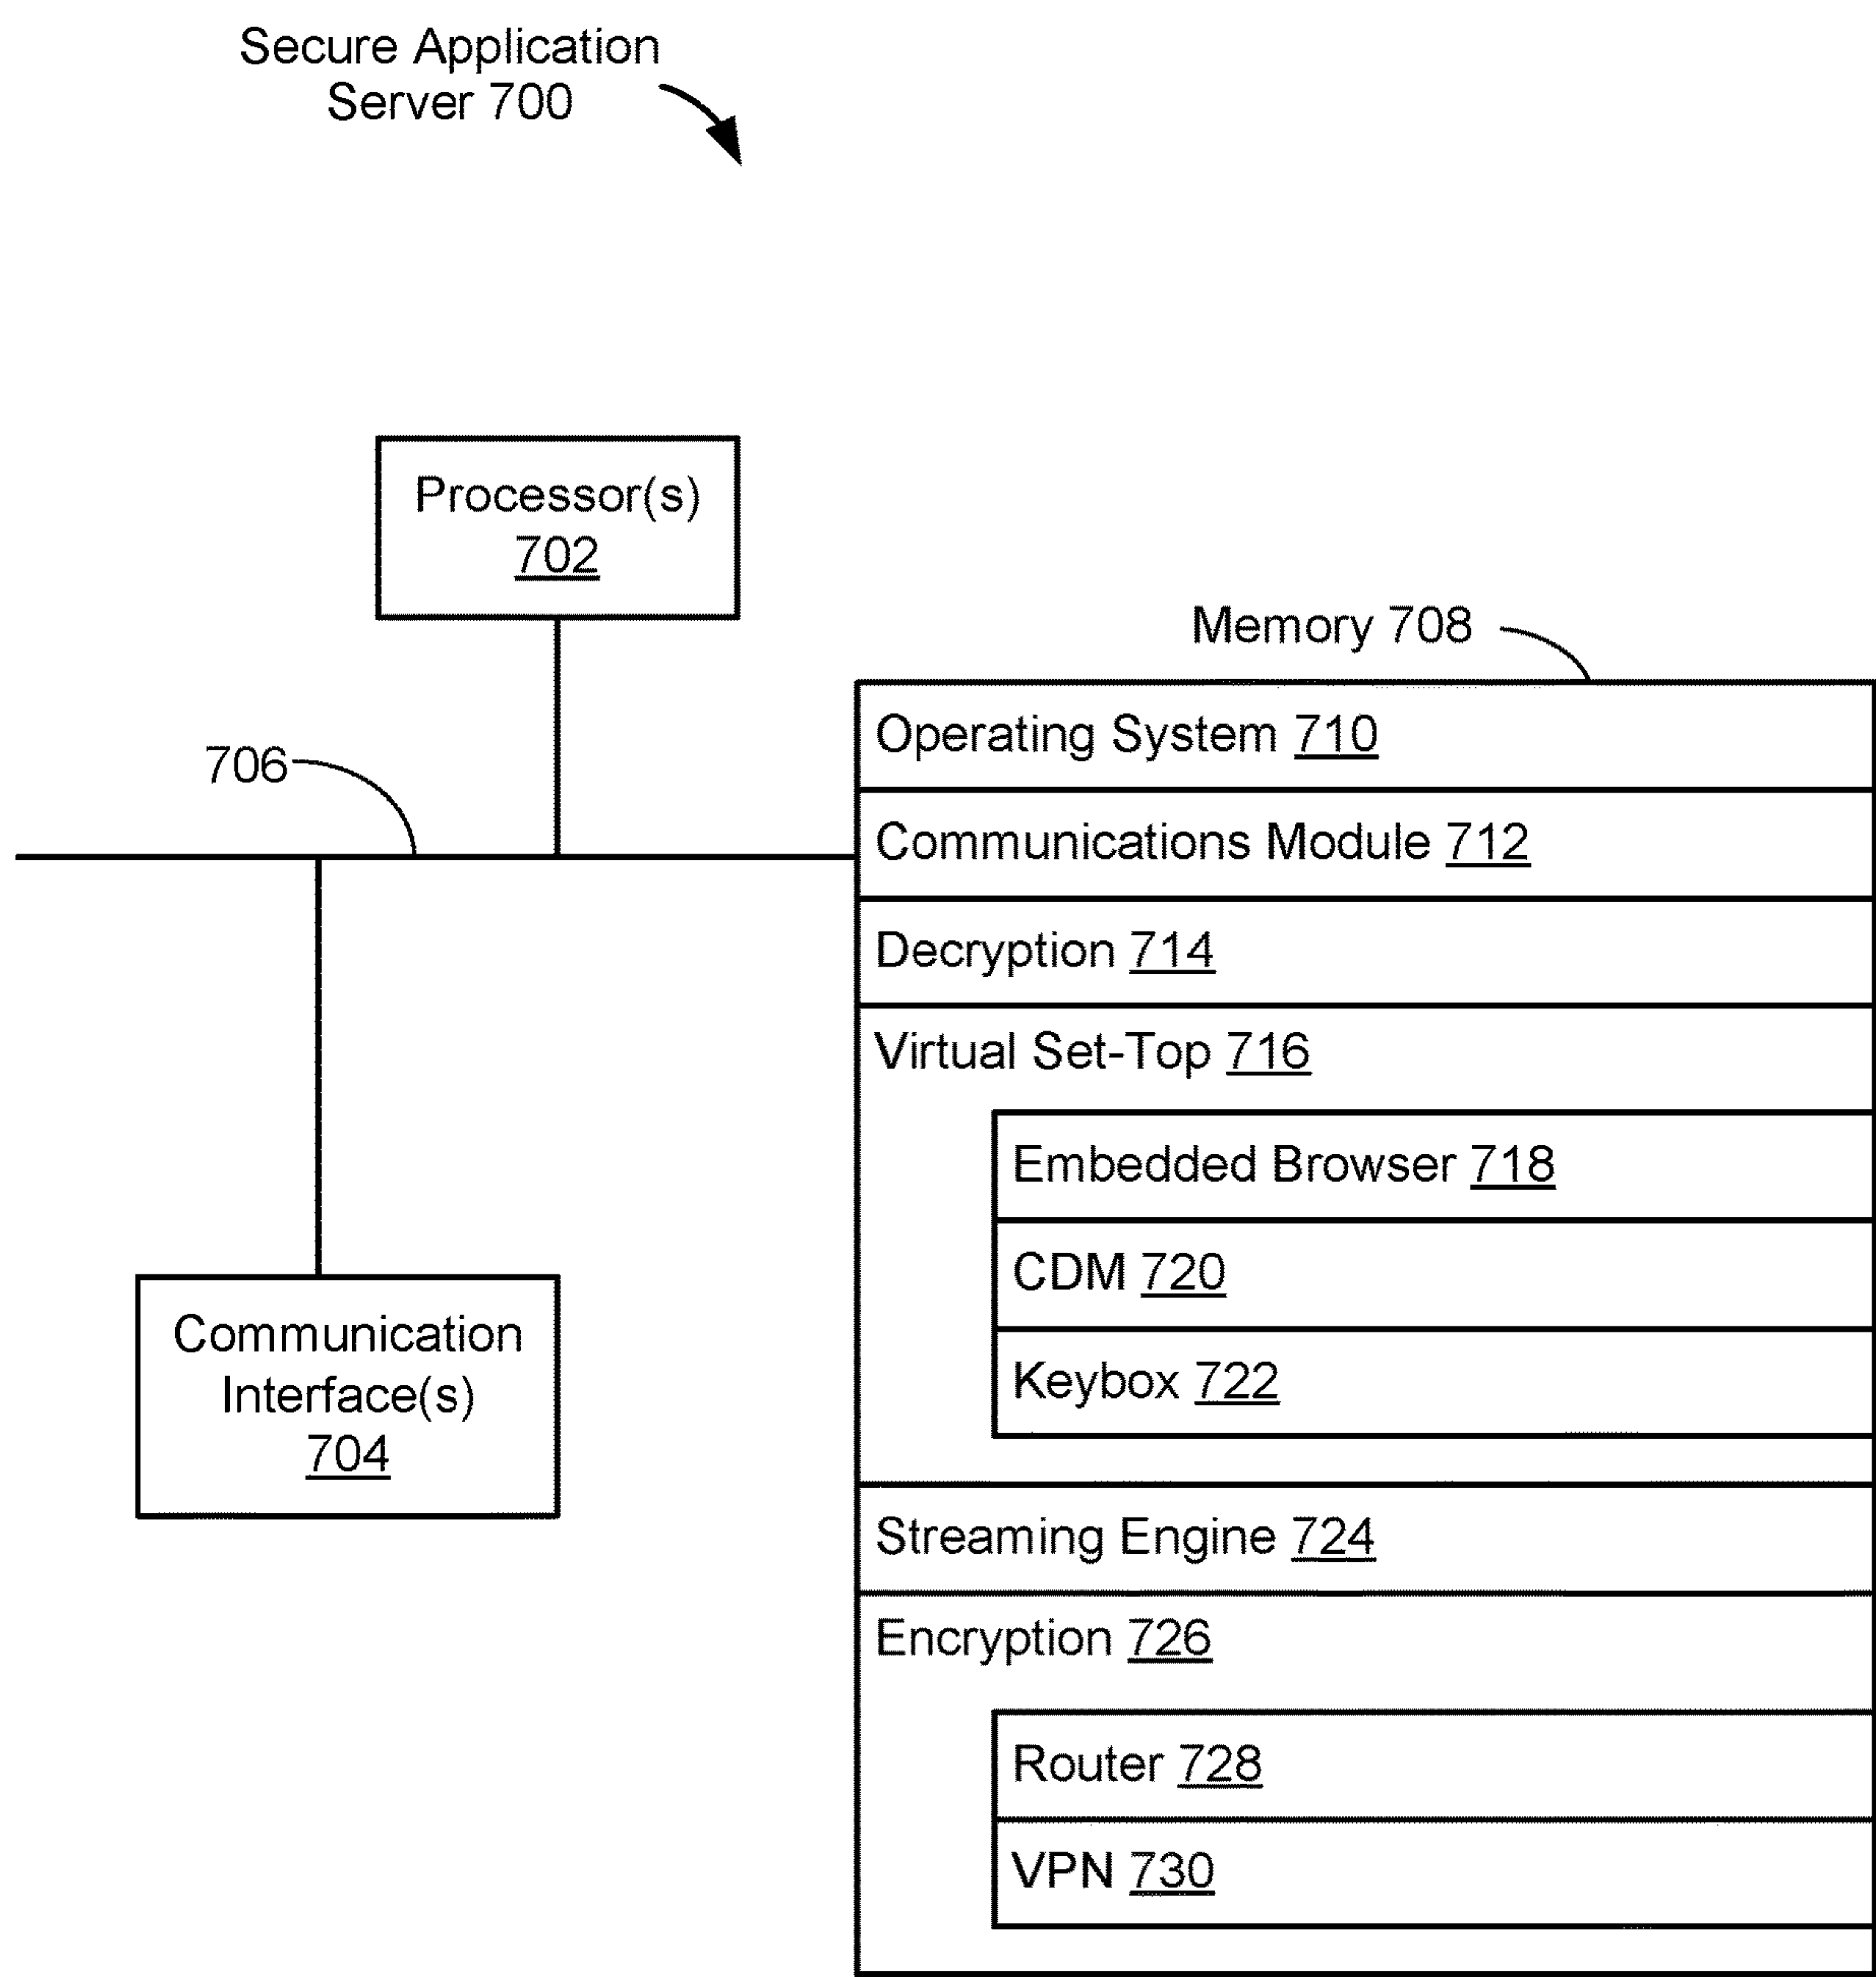 Secure Application
Server 700
Processor(s)
702
Memory 708
706
Operating System 710
Communications Module 712
Decryption 714
Virtual Set-Top 716
Embedded Browser 718
CDM 720
Keybox 722
Communication
Interface(s)
704
Streaming Engine 724
Encryption 726
Router 728
VPN 730